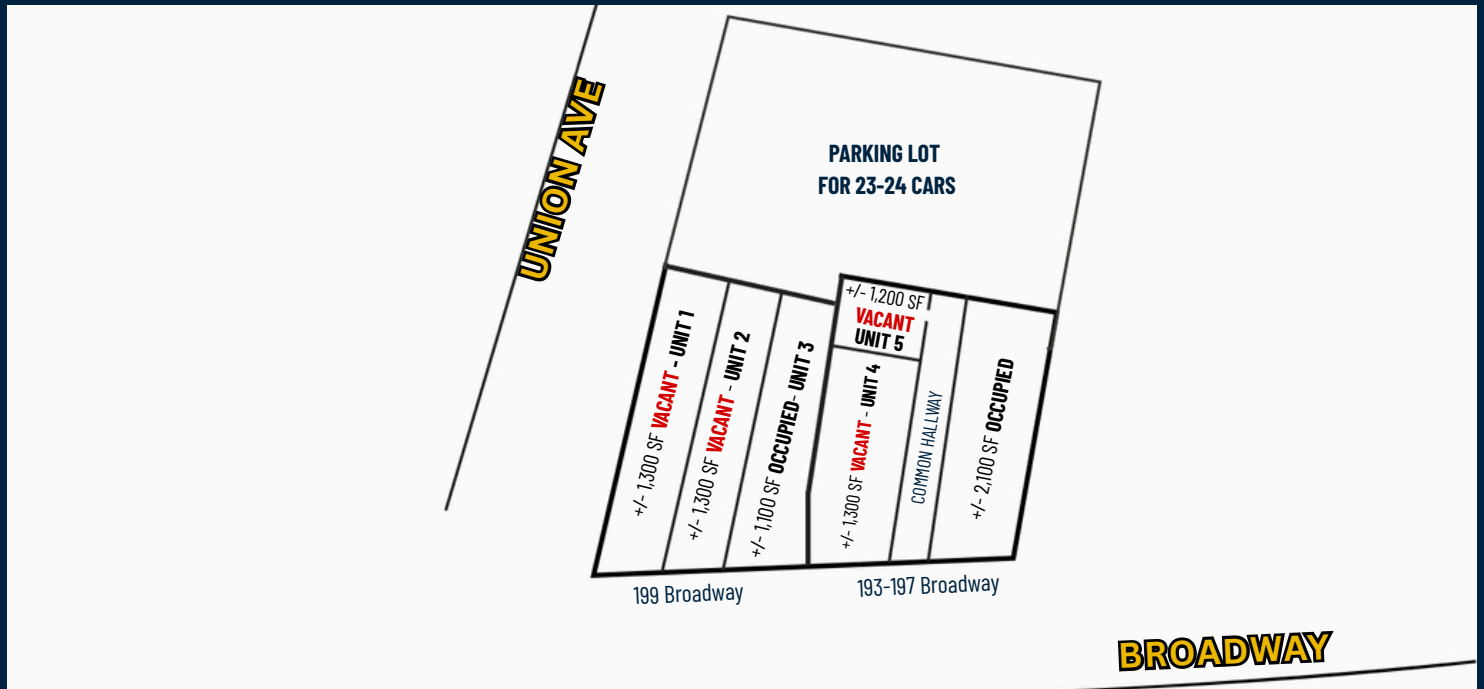 UNION AVE
PARKING LOT
FOR 23-24 CARS
+/- 1,300 SF VACANT - UNIT 1
+/- 1,300 SF VACANT - UNIT 2
+/- 1,100 SF OCCUPIED- UNIT 3
+/- 1,200 SF
VACANT
UNIT 5
+/- 1,300 SF VACANT - UNIT 4
COMMON HALLWAY
+/- 2,100 SF OCCUPIED
199 Broadway
193-197 Broadway
BROADWAY